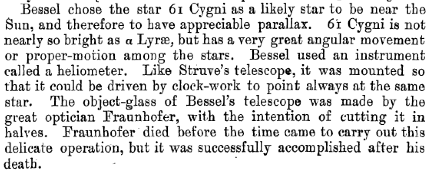 Bessel chose the star 61 Cygni as a likely star to be near the
Sun, and therefore to have appreciable parallax. 61 Cygni is not
nearly so bright as α Lyræ, but has a very great angular movement
or proper-motion among the stars. Bessel used an instrument
called a heliometer. Like Struve's telescope, it was mounted so
that it could be driven by clock-work to point always at the same
star. The object-glass of Bessel's telescope was made by the
great optician Fraunhofer, with the intention of cutting it in
halves. Fraunhofer died before the time came to carry out this
delicate operation, but it was successfully accomplished after his
death.